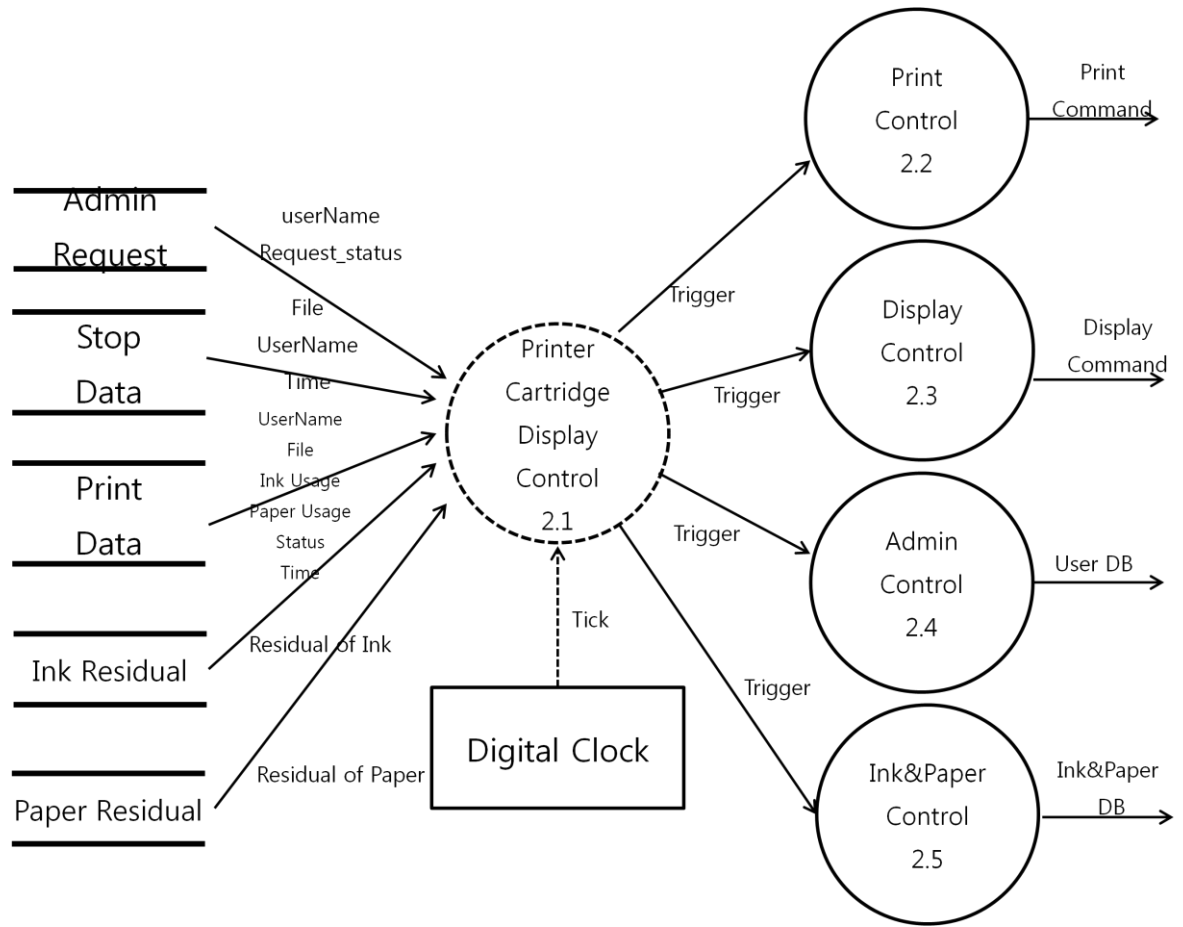 Admin
Request
Stop
Data
Print
Data
Ink Residual
Paper Residual
userName
Request_status
File
UserName
Time
UserName
File
Ink Usage
Paper Usage
Status
Time
Residual of Ink
Residual of Paper
Printer
Cartridge
Display
Control
2.1
Tick
Digital Clock
Trigger
Trigger
Trigger
Trigger
Print
Control
2.2
Print
Command
Display
Control
2.3
Display
Command
Admin
Control
2.4
User DB
Ink&Paper
Control
2.5
Ink&Paper
DB